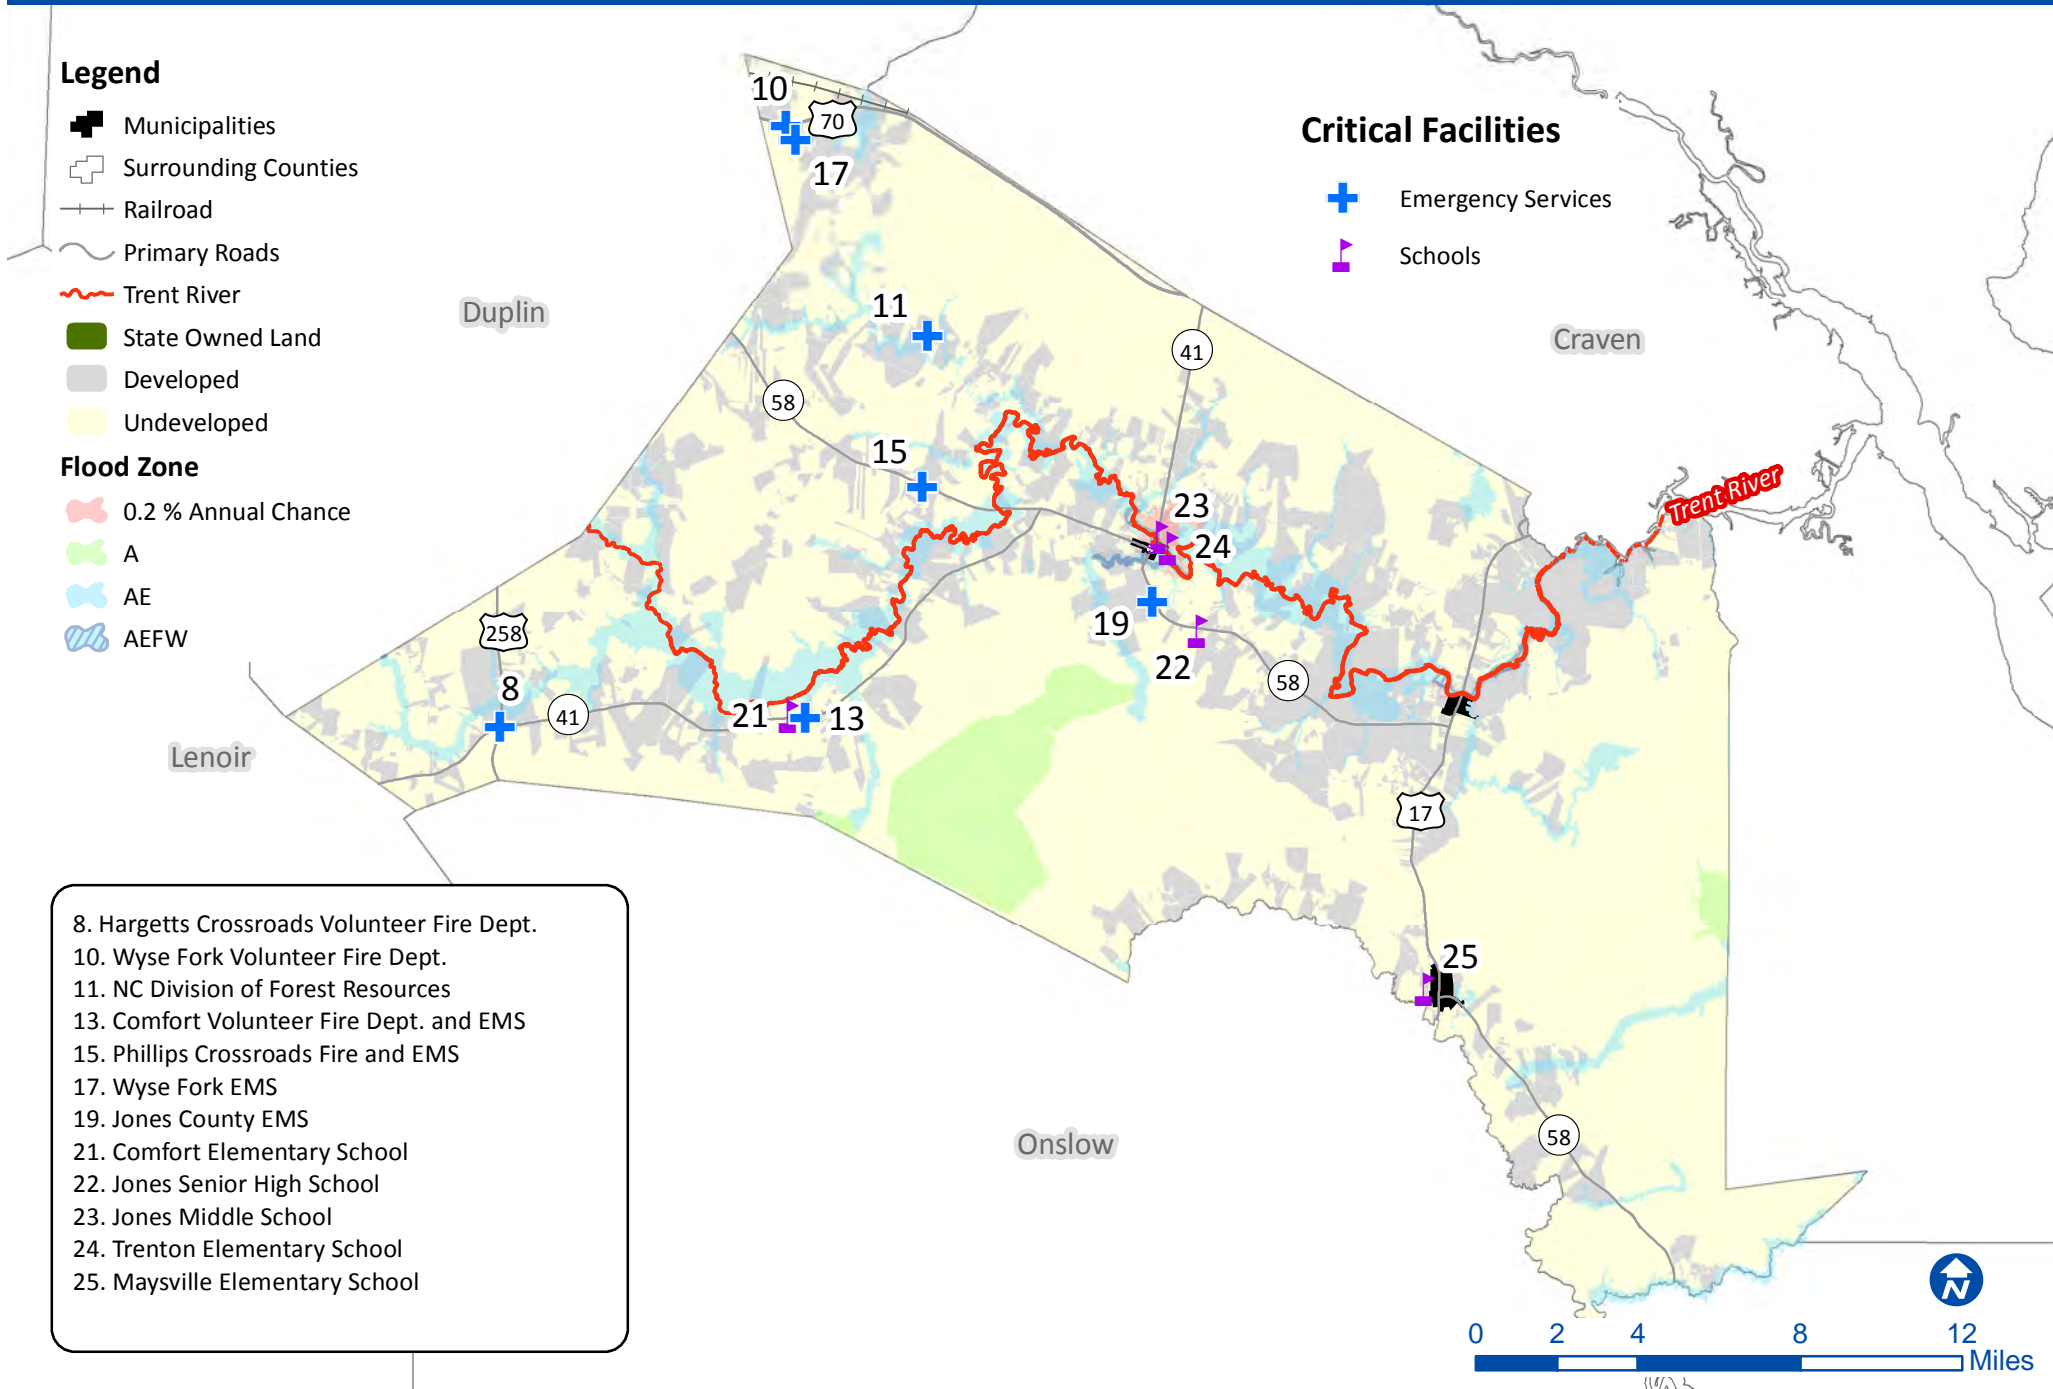 Legend
Municipalities
Surrounding Counties
Railroad
Primary Roads
Trent River
State Owned Land
Developed
Undeveloped
Flood Zone
0.2 % Annual Chance
A
AE
AEFW
Critical Facilities
Emergency Services
Schools
10
70
17
Duplin
11
41
Craven
58
15
Trent River
23
24
258
19
22
58
8
41
21
13
Lenoir
17
25
Onslow
58
8. Hargetts Crossroads Volunteer Fire Dept.
10. Wyse Fork Volunteer Fire Dept.
11. NC Division of Forest Resources
13. Comfort Volunteer Fire Dept. and EMS
15. Phillips Crossroads Fire and EMS
17. Wyse Fork EMS
19. Jones County EMS
21. Comfort Elementary School
22. Jones Senior High School
23. Jones Middle School
24. Trenton Elementary School
25. Maysville Elementary School
N
0 2 4 8 12
Miles